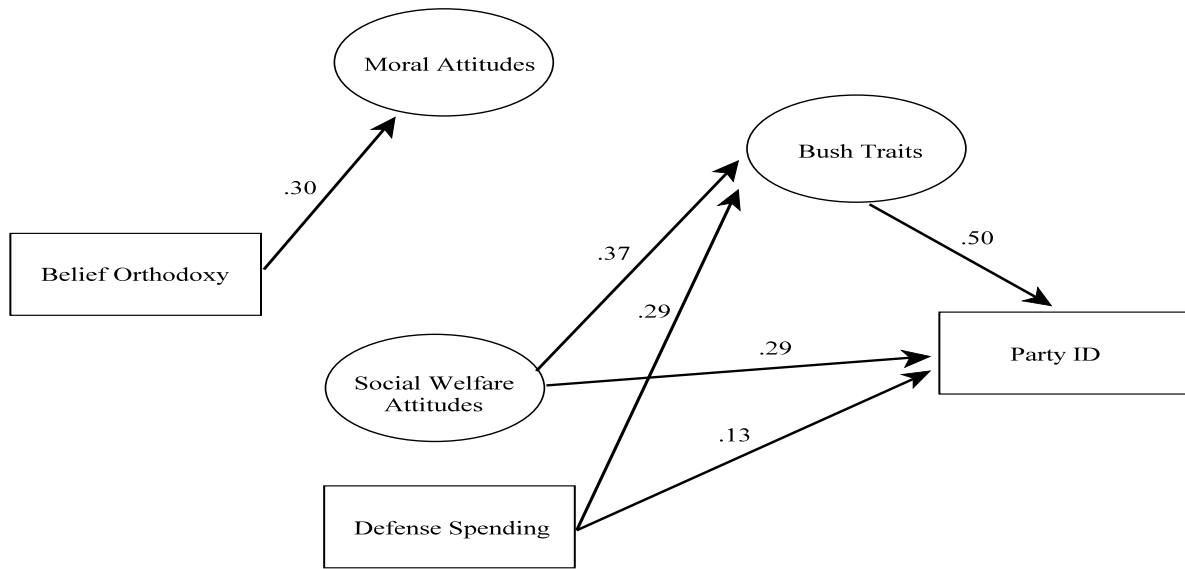 Moral Attitudes
Bush Traits
.30
.50
.37
Belief Orthodoxy
.29
.29
Party ID
Social Welfare
Attitudes
.13
Defense Spending